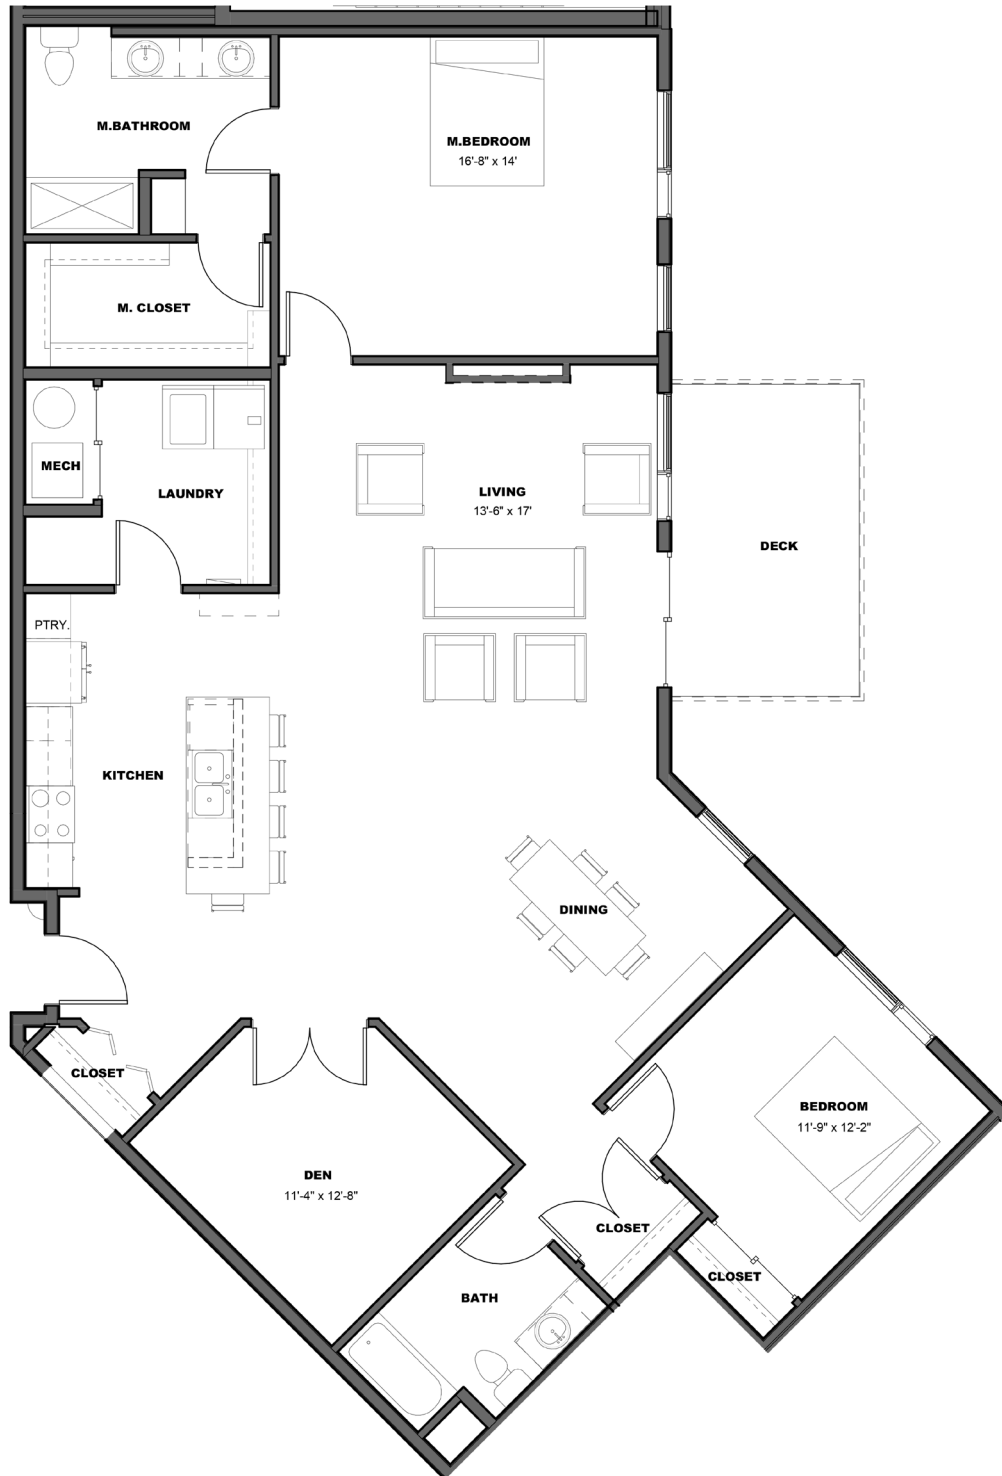 M.BATHROOM
M.BEDROOM
16'-8" x 14'
M. CLOSET
MECH
LAUNDRY
LIVING
13'-6" x 17'
DECK
PTRY.
KITCHEN
DINING
CLOSET
BEDROOM
11'-9" x 12'-2"
DEN
11'-4" x 12'-8"
CLOSET
CLOSET
BATH